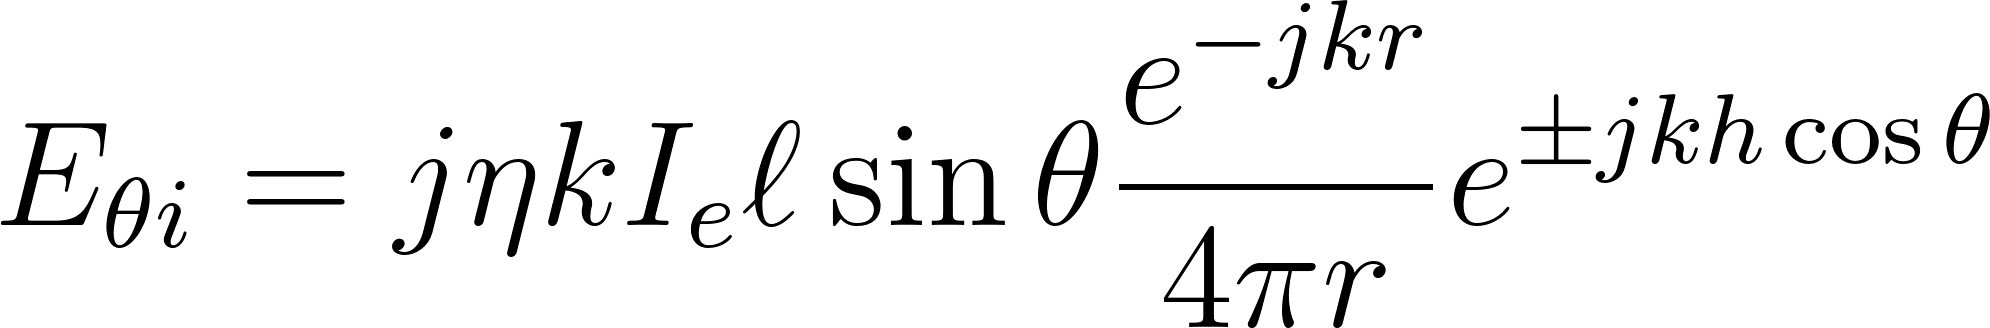 E_{\theta i} = j\eta k I_e \ell \sin\theta \frac{e^{-jkr}}{4\pi r} e^{\pm jkh\cos\theta}